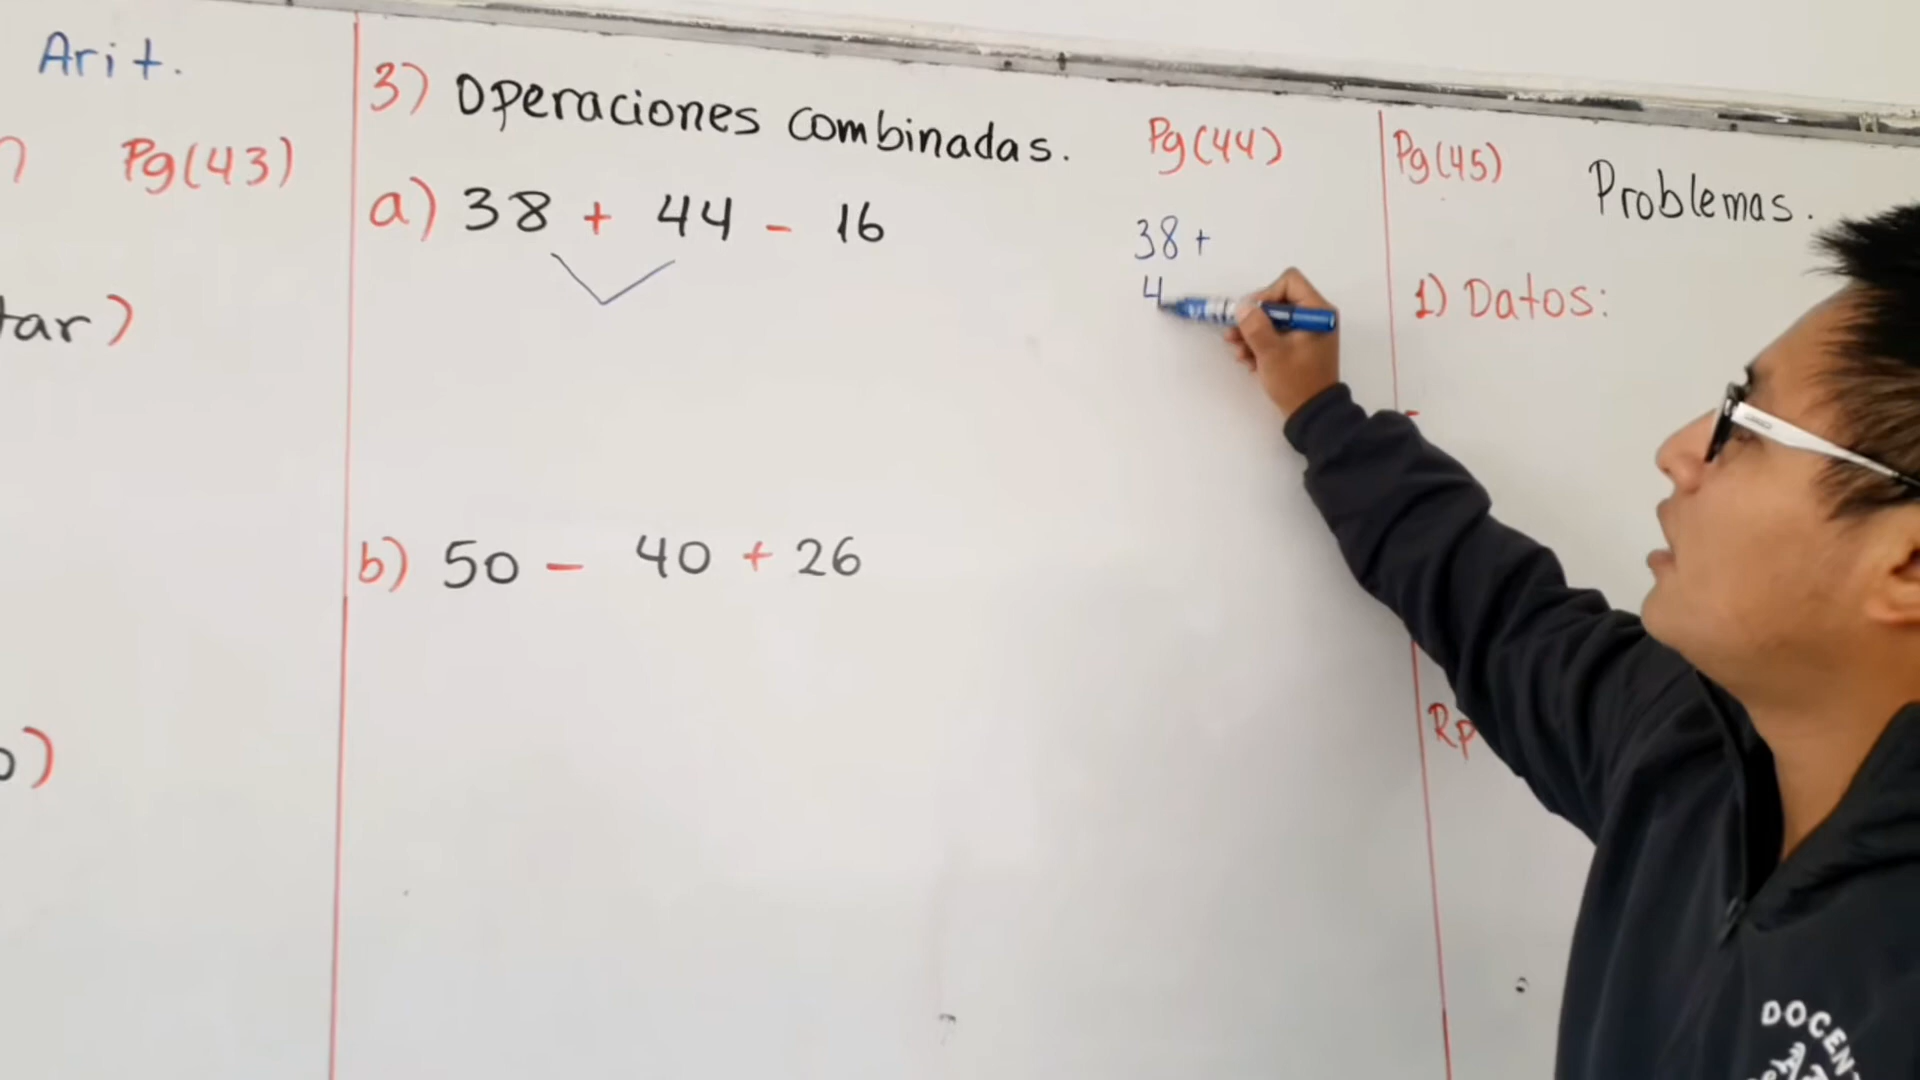 Arit.
Pg(43)
tar)
o)
3) Operaciones combinadas.
Pg(44)
a) 38 + 44 - 16
38 +
4
b) 50 - 40 + 26
Pg(45)
Problemas.
1) Datos:
Rp
DOCEN